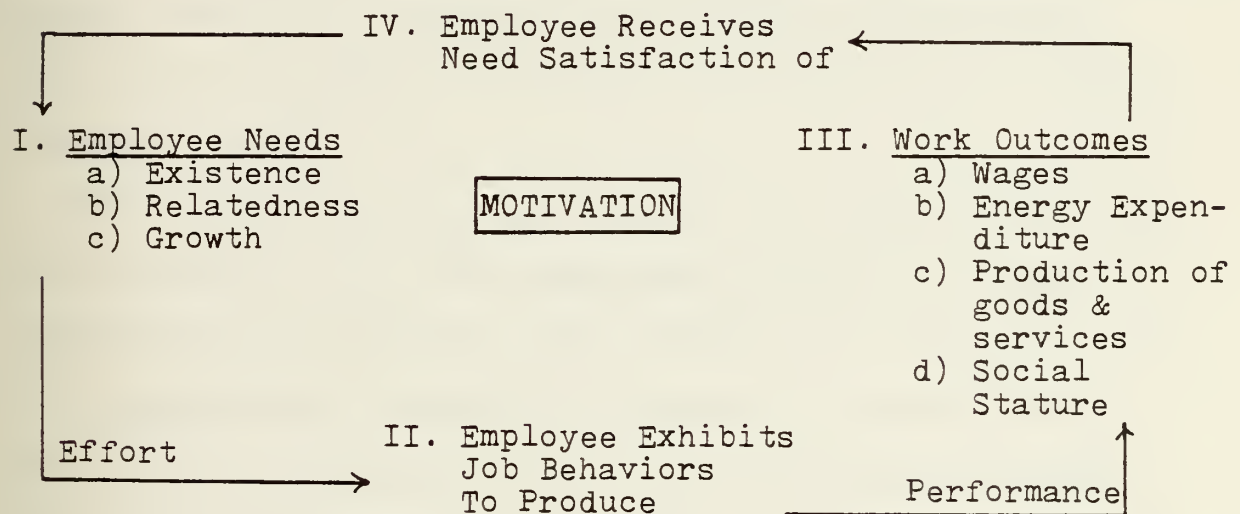 IV. Employee Receives
Need Satisfaction of
I. Employee Needs
a) Existence
b) Relatedness
c) Growth
MOTIVATION
III. Work Outcomes
a) Wages
b) Energy Expen-
diture
c) Production of
goods &
services
d) Social
Stature
Effort
II. Employee Exhibits
Job Behaviors
To Produce
Performance